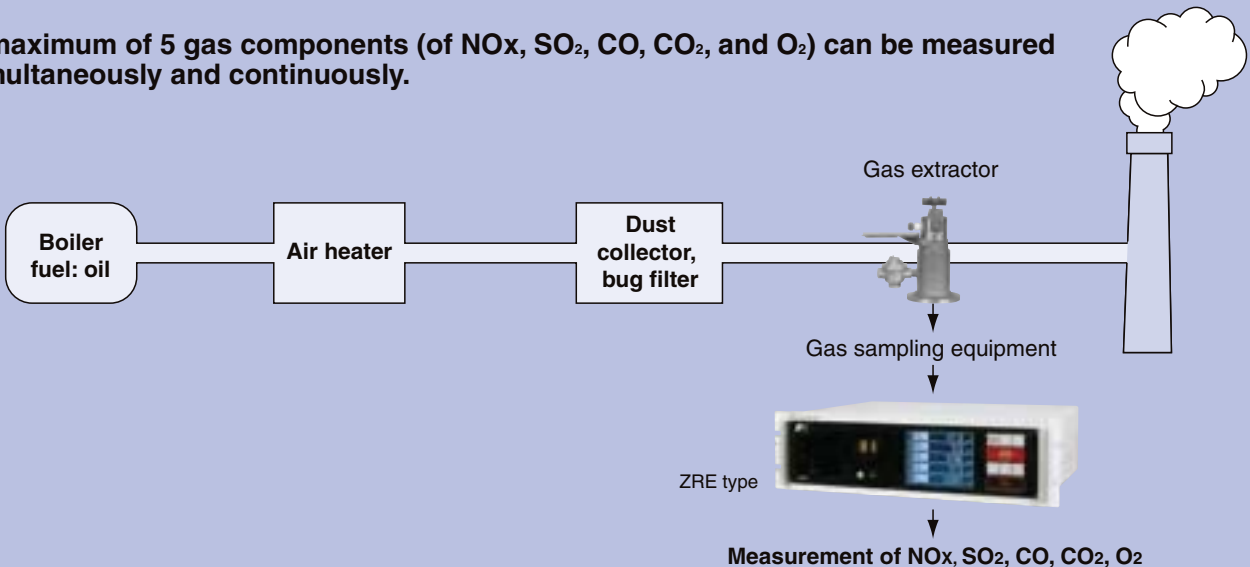 maximum of 5 gas components (of NOx, SO₂, CO, CO₂, and O₂) can be measured
multaneously and continuously.
Gas extractor
Boiler
fuel: oil
Air heater
Dust
collector,
bug filter
Gas sampling equipment
ZRE type
Measurement of NOx, SO₂, CO, CO₂, O₂